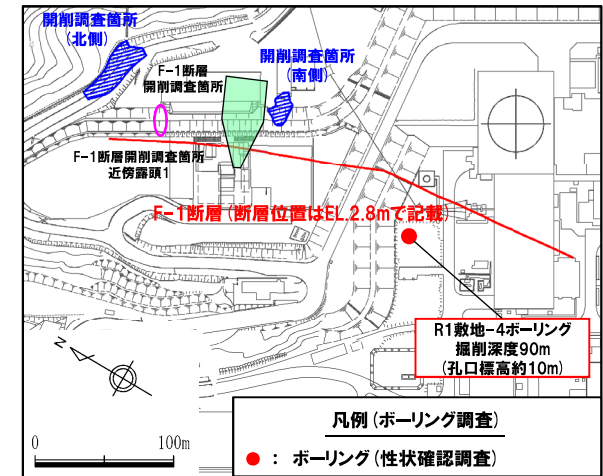 開削調査箇所
(北側)
F-1断層
開削調査箇所
開削調査箇所
(南側)
F-1断層開削調査箇所
近傍露頭1
F-1断層(断層位置はEL.2.8mで記載)
R1敷地-4ボーリング
掘削深度90m
(孔口標高約10m)
N
0 100m
凡例(ボーリング調査)
● : ボーリング(性状確認調査)